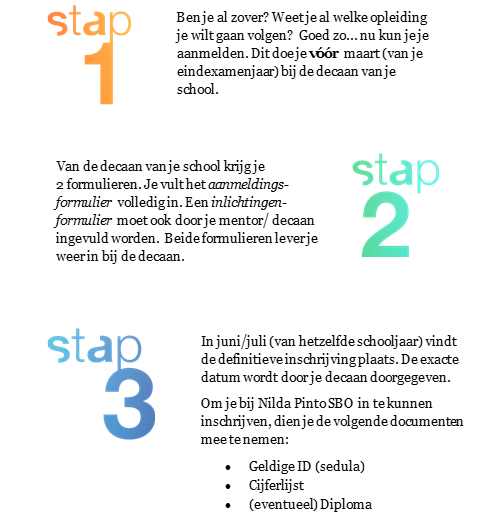 stap
1
Ben je al zover? Weet je al welke opleiding
je wilt gaan volgen? Goed zo... nu kun je je
aanmelden. Dit doe je vóór maart (van je
eindexamenjaar) bij de decaan van je
school.
Van de decaan van je school krijg je
2 formulieren. Je vult het aanmeldings-
formulier volledig in. Een inlichtingen-
formulier moet ook door je mentor/ decaan
ingevuld worden. Beide formulieren lever je
weer in bij de decaan.
stap
2
stap
3
In juni/juli (van hetzelfde schooljaar) vindt
de definitieve inschrijving plaats. De exacte
datum wordt door je decaan doorgegeven.
Om je bij Nilda Pinto SBO in te kunnen
inschrijven, dien je de volgende documenten
mee te nemen:
• Geldige ID (sedula)
• Cijferlijst
• (eventueel) Diploma